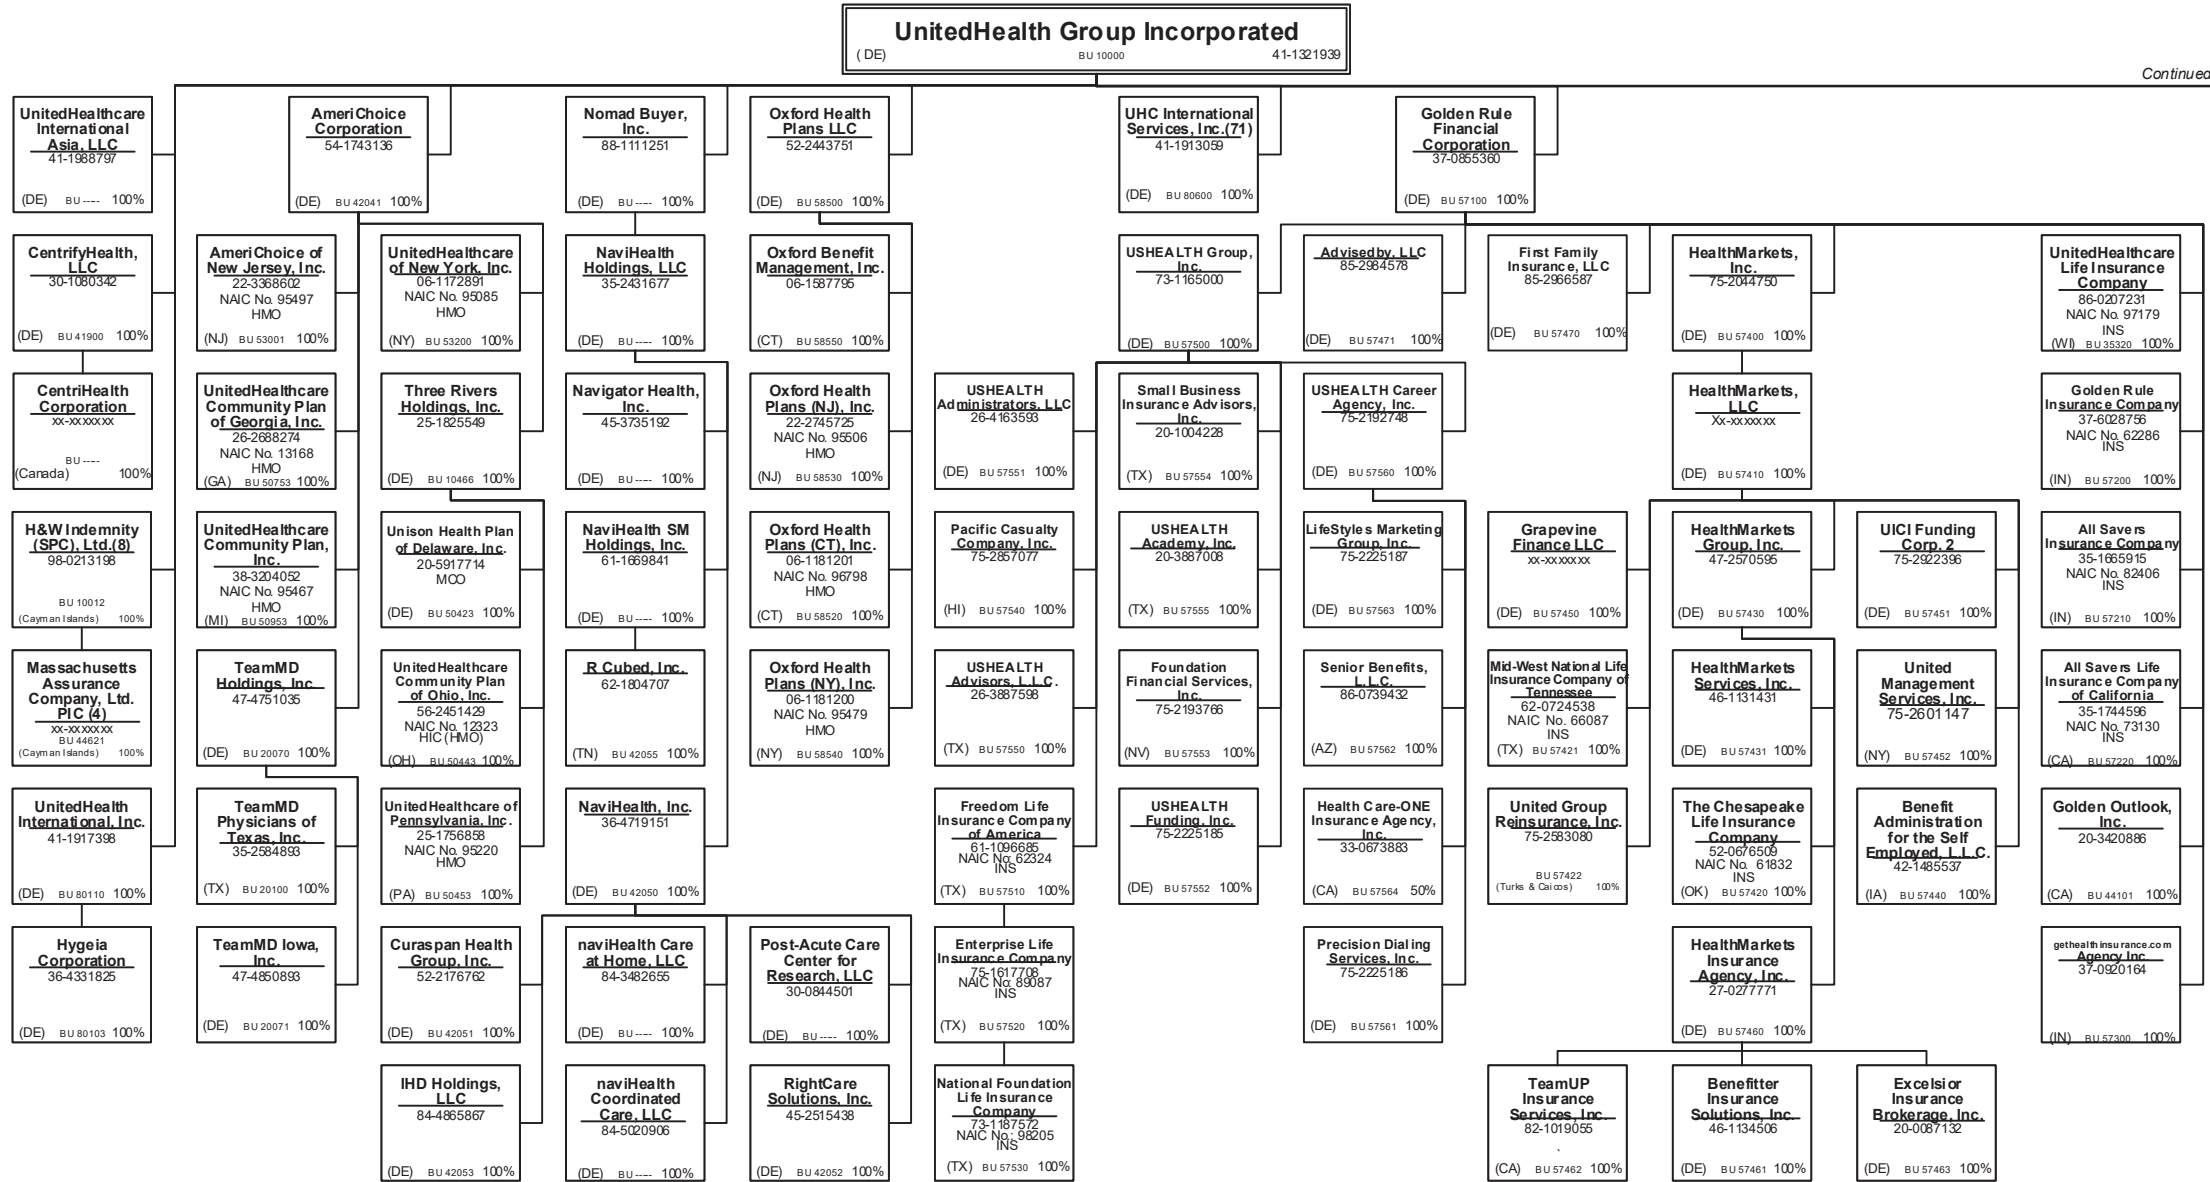 UnitedHealth Group Incorporated
( DE) BU 10000 41-1321939
Continued
UnitedHealthcare
International
Asia, LLC
41-1988797
(DE) BU ---- 100%
AmeriChoice
Corporation
54-1743136
(DE) BU 42041 100%
Nomad Buyer,
Inc.
88-1111251
(DE) BU ---- 100%
Oxford Health
Plans LLC
52-2443751
(DE) BU 58500 100%
UHC International
Services, Inc.(71)
41-1913059
(DE) BU 80600 100%
Golden Rule
Financial
Corporation
37-0855360
(DE) BU 57100 100%
CentrifyHealth,
LLC
30-1080342
(DE) BU 41900 100%
AmeriChoice of
New Jersey, Inc.
22-3368602
NAIC No. 95497
HMO
(NJ) BU 53001 100%
UnitedHealthcare
of New York, Inc.
06-1172891
NAIC No. 95085
HMO
(NY) BU 53200 100%
NaviHealth
Holdings, LLC
35-2431677
(DE) BU ---- 100%
Oxford Benefit
Management, Inc.
06-1587795
(CT) BU 58550 100%
USHEALTH Group,
Inc.
73-1165000
(DE) BU 57500 100%
Advisedby, LLC
85-2984578
(DE) BU 57471 100%
First Family
Insurance, LLC
85-2966587
(DE) BU 57470 100%
HealthMarkets,
Inc.
75-2044750
(DE) BU 57400 100%
UnitedHealthcare
Life Insurance
Company
86-0207231
NAIC No. 97179
INS
(WI) BU 35320 100%
CentriHealth
Corporation
xx-xxxxxxx
BU ----
(Canada) 100%
UnitedHealthcare
Community Plan
of Georgia, Inc.
26-2688274
NAIC No. 13168
HMO
(GA) BU 50753 100%
Three Rivers
Holdings, Inc.
25-1825549
(DE) BU 10466 100%
Navigator Health,
Inc.
45-3735192
(DE) BU ---- 100%
Oxford Health
Plans (NJ), Inc.
22-2745725
NAIC No. 95506
HMO
(NJ) BU 58530 100%
USHEALTH
Administrators, LLC
26-4163593
(DE) BU 57551 100%
Small Business
Insurance Advisors,
Inc.
20-1004228
(TX) BU 57554 100%
USHEALTH Career
Agency, Inc.
75-2192748
(DE) BU 57560 100%
HealthMarkets,
LLC
Xx-xxxxxxx
(DE) BU 57410 100%
Golden Rule
Insurance Company
37-6028756
NAIC No. 62286
INS
(IN) BU 57200 100%
H&W Indemnity
(SPC), Ltd.(8)
98-0213198
BU 10012
(Cayman Islands) 100%
UnitedHealthcare
Community Plan,
Inc.
38-3204052
NAIC No. 95467
HMO
(MI) BU 50953 100%
Unison Health Plan
of Delaware, Inc.
20-5917714
MCO
(DE) BU 50423 100%
NaviHealth SM
Holdings, Inc.
61-1669841
(DE) BU ---- 100%
Oxford Health
Plans (CT), Inc.
06-1181201
NAIC No. 96798
HMO
(CT) BU 58520 100%
Pacific Casualty
Company, Inc.
75-2857077
(HI) BU 57540 100%
USHEALTH
Academy, Inc.
20-3887008
(TX) BU 57555 100%
LifeStyles Marketing
Group, Inc.
75-2225187
(DE) BU 57563 100%
Grapevine
Finance LLC
xx-xxxxxxx
(DE) BU 57450 100%
HealthMarkets
Group, Inc.
47-2570595
(DE) BU 57430 100%
UICI Funding
Corp. 2
75-2922396
(DE) BU 57451 100%
All Savers
Insurance Company
35-1665915
NAIC No. 82406
INS
(IN) BU 57210 100%
Massachusetts
Assurance
Company, Ltd.
PIC (4)
xx-xxxxxxx
BU 44621
(Cayman Islands) 100%
TeamMD
Holdings, Inc.
47-4751035
(DE) BU 20070 100%
UnitedHealthcare
Community Plan
of Ohio, Inc.
56-2451429
NAIC No. 12323
HIC (HMO)
(OH) BU 50443 100%
R Cubed, Inc.
62-1804707
(TN) BU 42055 100%
Oxford Health
Plans (NY), Inc.
06-1181200
NAIC No. 95479
HMO
(NY) BU 58540 100%
USHEALTH
Advisors, L.L.C.
26-3887598
(TX) BU 57550 100%
Foundation
Financial Services,
Inc.
75-2193766
(NV) BU 57553 100%
Senior Benefits,
L.L.C.
86-0739432
(AZ) BU 57562 100%
Mid-West National Life
Insurance Company of
Tennessee
62-0724538
NAIC No. 66087
INS
(TX) BU 57421 100%
HealthMarkets
Services, Inc.
46-1131431
(DE) BU 57431 100%
United
Management
Services, Inc.
75-2601147
(NY) BU 57452 100%
All Savers Life
Insurance Company
of California
35-1744596
NAIC No. 73130
INS
(CA) BU 57220 100%
UnitedHealth
International, Inc.
41-1917398
(DE) BU 80110 100%
TeamMD
Physicians of
Texas, Inc.
35-2584893
(TX) BU 20100 100%
UnitedHealthcare of
Pennsylvania, Inc.
25-1756858
NAIC No. 95220
HMO
(PA) BU 50453 100%
NaviHealth, Inc.
36-4719151
(DE) BU 42050 100%
Freedom Life
Insurance Company
of America
61-1096685
NAIC No: 62324
INS
(TX) BU 57510 100%
USHEALTH
Funding, Inc.
75-2225185
(DE) BU 57552 100%
Health Care-ONE
Insurance Agency,
Inc.
33-0673883
(CA) BU 57564 50%
United Group
Reinsurance, Inc.
75-2583080
BU 57422
(Turks & Caicos) 100%
The Chesapeake
Life Insurance
Company
52-0676509
NAIC No. 61832
INS
(OK) BU 57420 100%
Benefit
Administration
for the Self
Employed, L.L.C.
42-1485537
(IA) BU 57440 100%
Golden Outlook,
Inc.
20-3420886
(CA) BU 44101 100%
Hygeia
Corporation
36-4331825
(DE) BU 80103 100%
TeamMD Iowa,
Inc.
47-4850893
(DE) BU 20071 100%
Curaspan Health
Group, Inc.
52-2176762
(DE) BU 42051 100%
naviHealth Care
at Home, LLC
84-3482655
(DE) BU ---- 100%
Post-Acute Care
Center for
Research, LLC
30-0844501
(DE) BU ---- 100%
Enterprise Life
Insurance Company
75-1617708
NAIC No: 89087
INS
(TX) BU 57520 100%
Precision Dialing
Services, Inc.
75-2225186
(DE) BU 57561 100%
HealthMarkets
Insurance
Agency, Inc.
27-0277771
(DE) BU 57460 100%
gethealthinsurance.com
Agency Inc.
37-0920164
(IN) BU 57300 100%
IHD Holdings,
LLC
84-4865867
(DE) BU 42053 100%
naviHealth
Coordinated
Care, LLC
84-5020906
(DE) BU ---- 100%
RightCare
Solutions, Inc.
45-2515438
(DE) BU 42052 100%
National Foundation
Life Insurance
Company
73-1187572
NAIC No.: 98205
INS
(TX) BU 57530 100%
TeamUP
Insurance
Services, Inc.
82-1019055
(CA) BU 57462 100%
Benefitter
Insurance
Solutions, Inc.
46-1134506
(DE) BU 57461 100%
Excelsior
Insurance
Brokerage, Inc.
20-0087132
(DE) BU 57463 100%